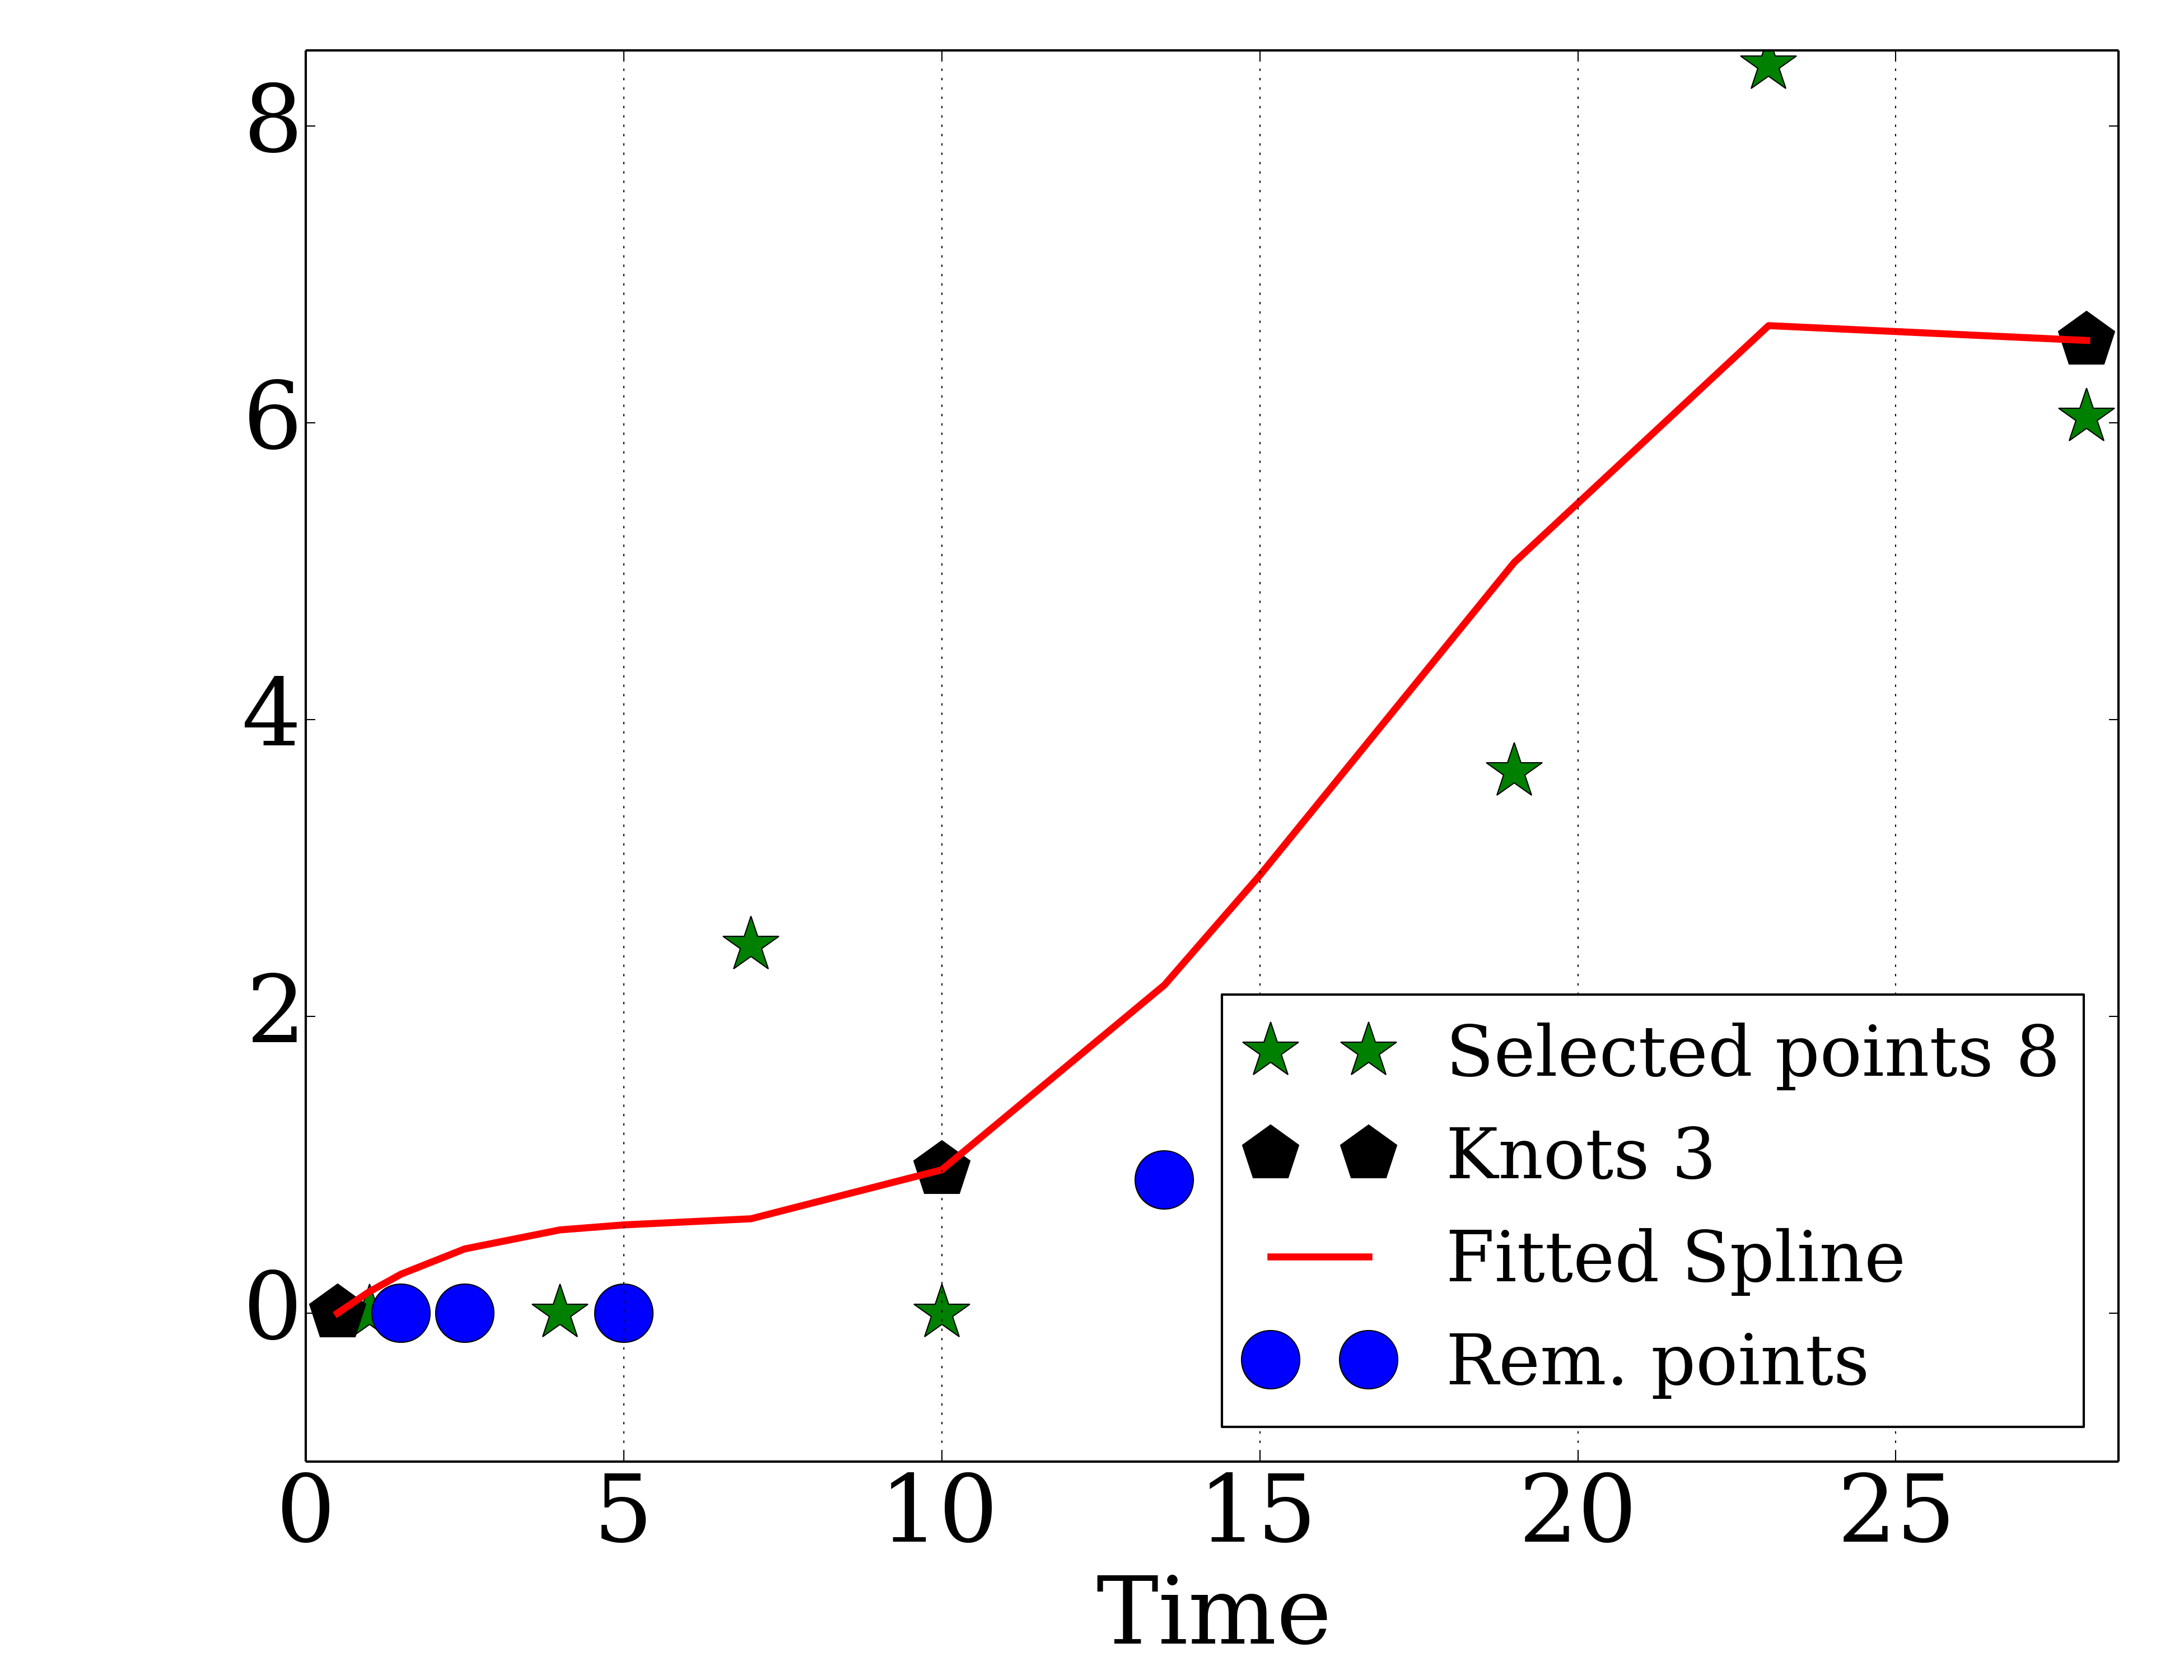 8
6
4
2
0
Selected points 8
Knots 3
Fitted Spline
Rem. points
0 5 10 15 20 25
Time